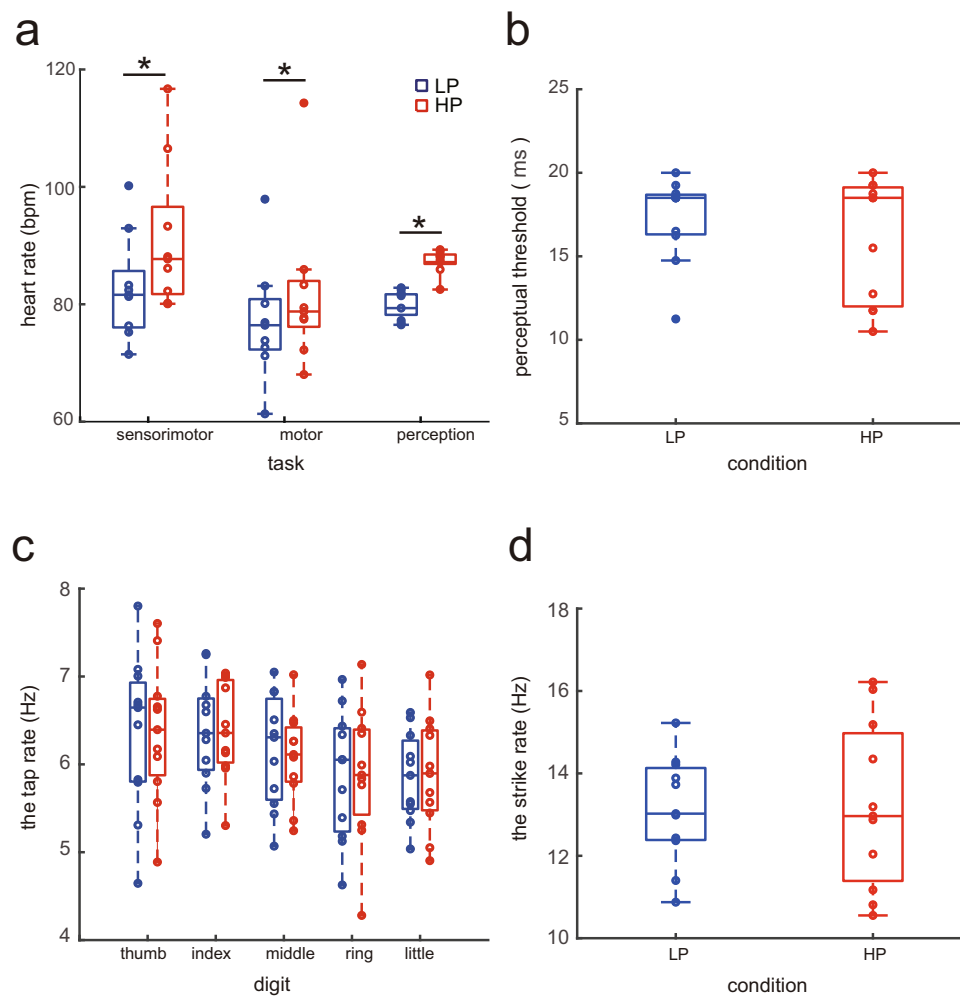 a
heart rate (bpm)
120
100
80
60
*
*
*
LP
HP
sensorimotor motor perception
task
b
perceptual threshold ( ms )
25
20
15
10
5
LP HP
condition
c
the tap rate (Hz)
8
7
6
5
4
thumb index middle ring little
digit
d
the strike rate (Hz)
18
16
14
12
10
LP HP
condition